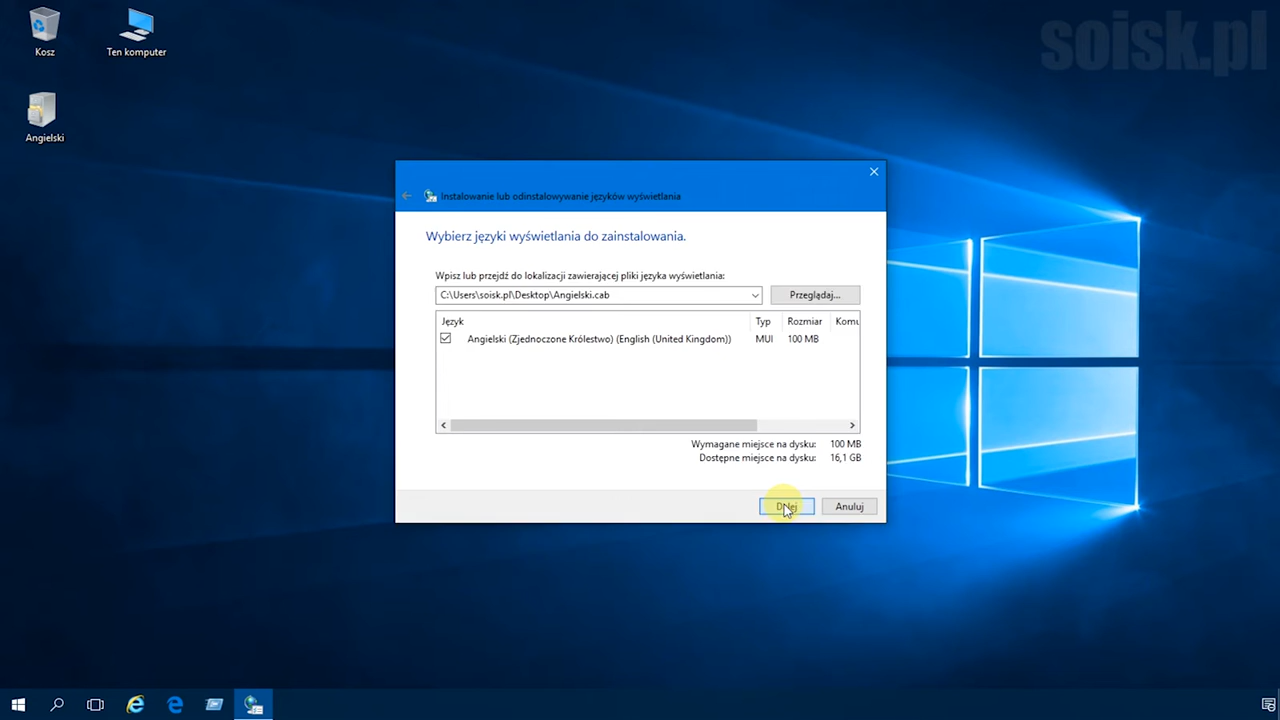 soisk.pl
Kosz
Ten komputer
Angielski
Instalowanie lub odinstalowywanie języków wyświetlania
Wybierz języki wyświetlania do zainstalowania.
Wpisz lub przejdź do lokalizacji zawierającej pliki języka wyświetlania:
C:\Users\soisk.pl\Desktop\Angielski.cab
Przeglądaj...
Język Typ Rozmiar Komu
Angielski (Zjednoczone Królestwo) (English (United Kingdom)) MUI 100 MB
Wymagane miejsce na dysku: 100 MB
Dostępne miejsce na dysku: 16,1 GB
Dalej Anuluj